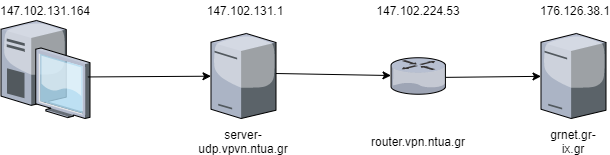 147.102.131.164
147.102.131.1
147.102.224.53
176.126.38.1
server-
udp.vpvn.ntua.gr
router.vpn.ntua.gr
grnet.gr-
ix.gr